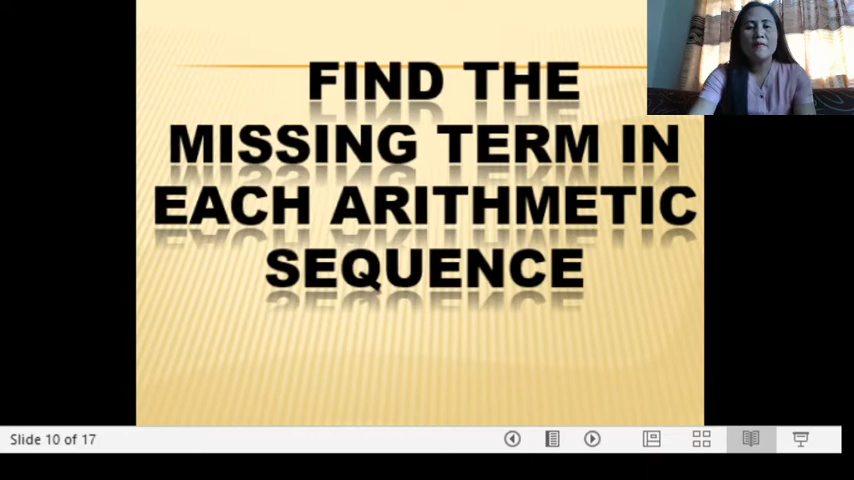 FIND THE
MISSING TERM IN
EACH ARITHMETIC
SEQUENCE
Slide 10 of 17